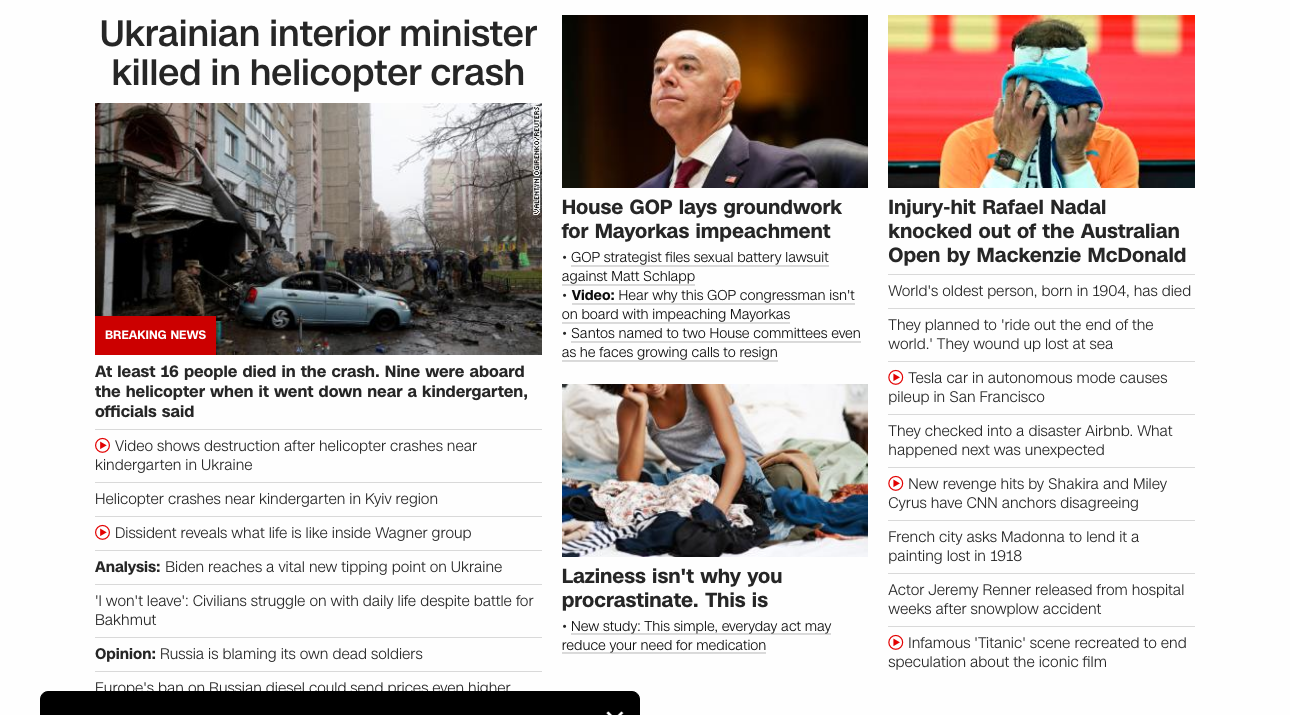 Ukrainian interior minister
killed in helicopter crash
VALENTYN OGIRENKO/REUTERS
BREAKING NEWS
At least 16 people died in the crash. Nine were aboard
the helicopter when it went down near a kindergarten,
officials said
Video shows destruction after helicopter crashes near
kindergarten in Ukraine
Helicopter crashes near kindergarten in Kyiv region
Dissident reveals what life is like inside Wagner group
Analysis: Biden reaches a vital new tipping point on Ukraine
'I won't leave': Civilians struggle on with daily life despite battle for
Bakhmut
Opinion: Russia is blaming its own dead soldiers
Europe's ban on Russian diesel could send prices even higher
House GOP lays groundwork
for Mayorkas impeachment
• GOP strategist files sexual battery lawsuit
against Matt Schlapp
• Video: Hear why this GOP congressman isn't
on board with impeaching Mayorkas
• Santos named to two House committees even
as he faces growing calls to resign
Laziness isn't why you
procrastinate. This is
• New study: This simple, everyday act may
reduce your need for medication
Injury-hit Rafael Nadal
knocked out of the Australian
Open by Mackenzie McDonald
World's oldest person, born in 1904, has died
They planned to 'ride out the end of the
world.' They wound up lost at sea
Tesla car in autonomous mode causes
pileup in San Francisco
They checked into a disaster Airbnb. What
happened next was unexpected
New revenge hits by Shakira and Miley
Cyrus have CNN anchors disagreeing
French city asks Madonna to lend it a
painting lost in 1918
Actor Jeremy Renner released from hospital
weeks after snowplow accident
Infamous 'Titanic' scene recreated to end
speculation about the iconic film